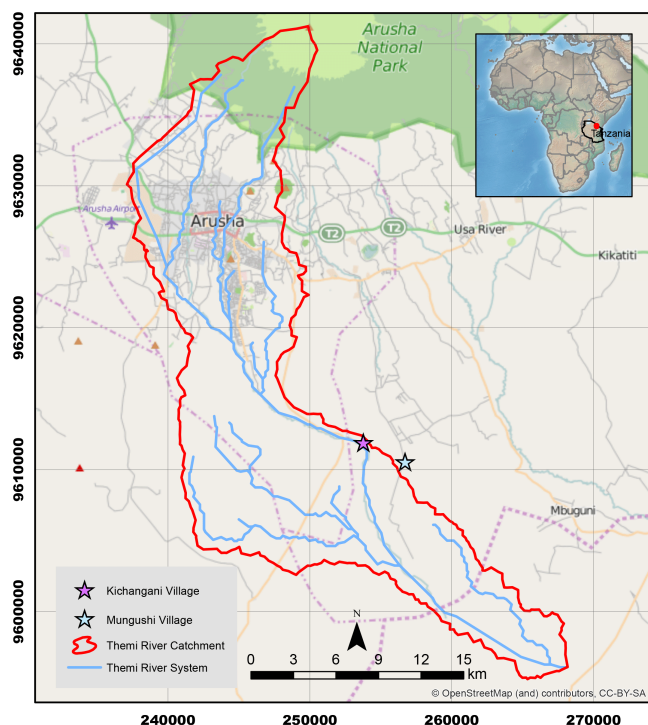 Arusha
National
Park
Tanzania
9640000
9630000
9620000
9610000
9600000
Arusha Airport
Arusha
T2
T2
Usa River
Kikatiti
Mbuguni
Kichangani Village
Mungushi Village
Themi River Catchment
Themi River System
N
0 3 6 9 12 15
km
© OpenStreetMap (and) contributors, CC-BY-SA
240000 250000 260000 270000